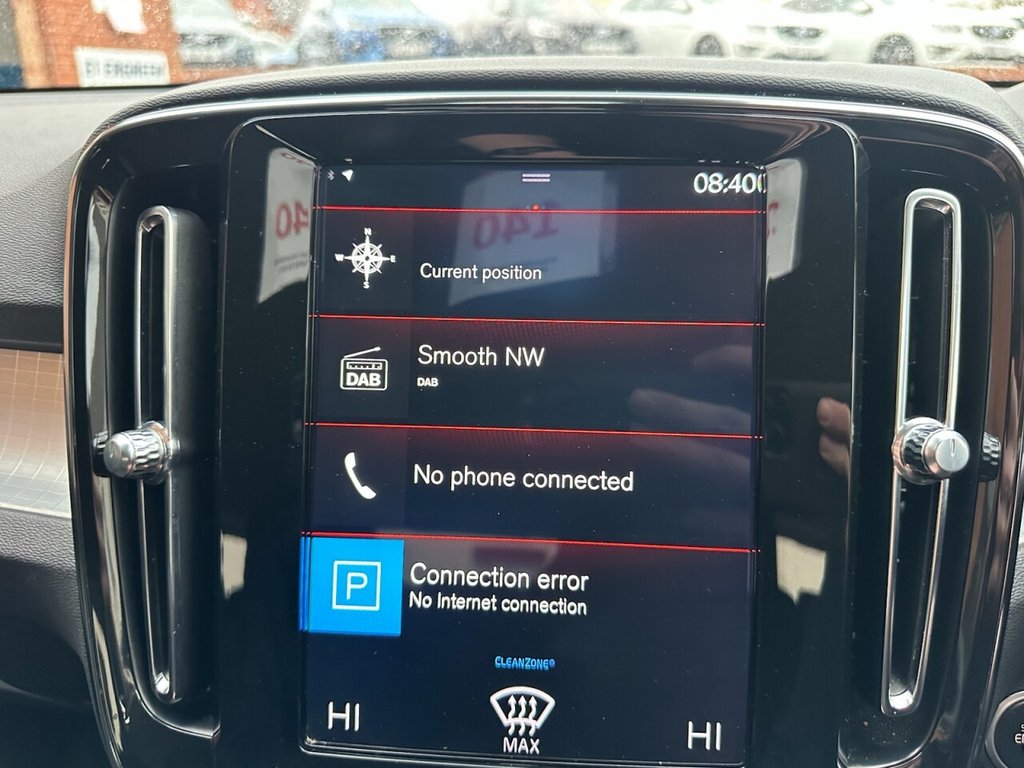 08:40
N
W E
S
Current position
Smooth NW
DAB
DAB
No phone connected
P
Connection error
No Internet connection
CLEANZONE®
HI
MAX
HI
140